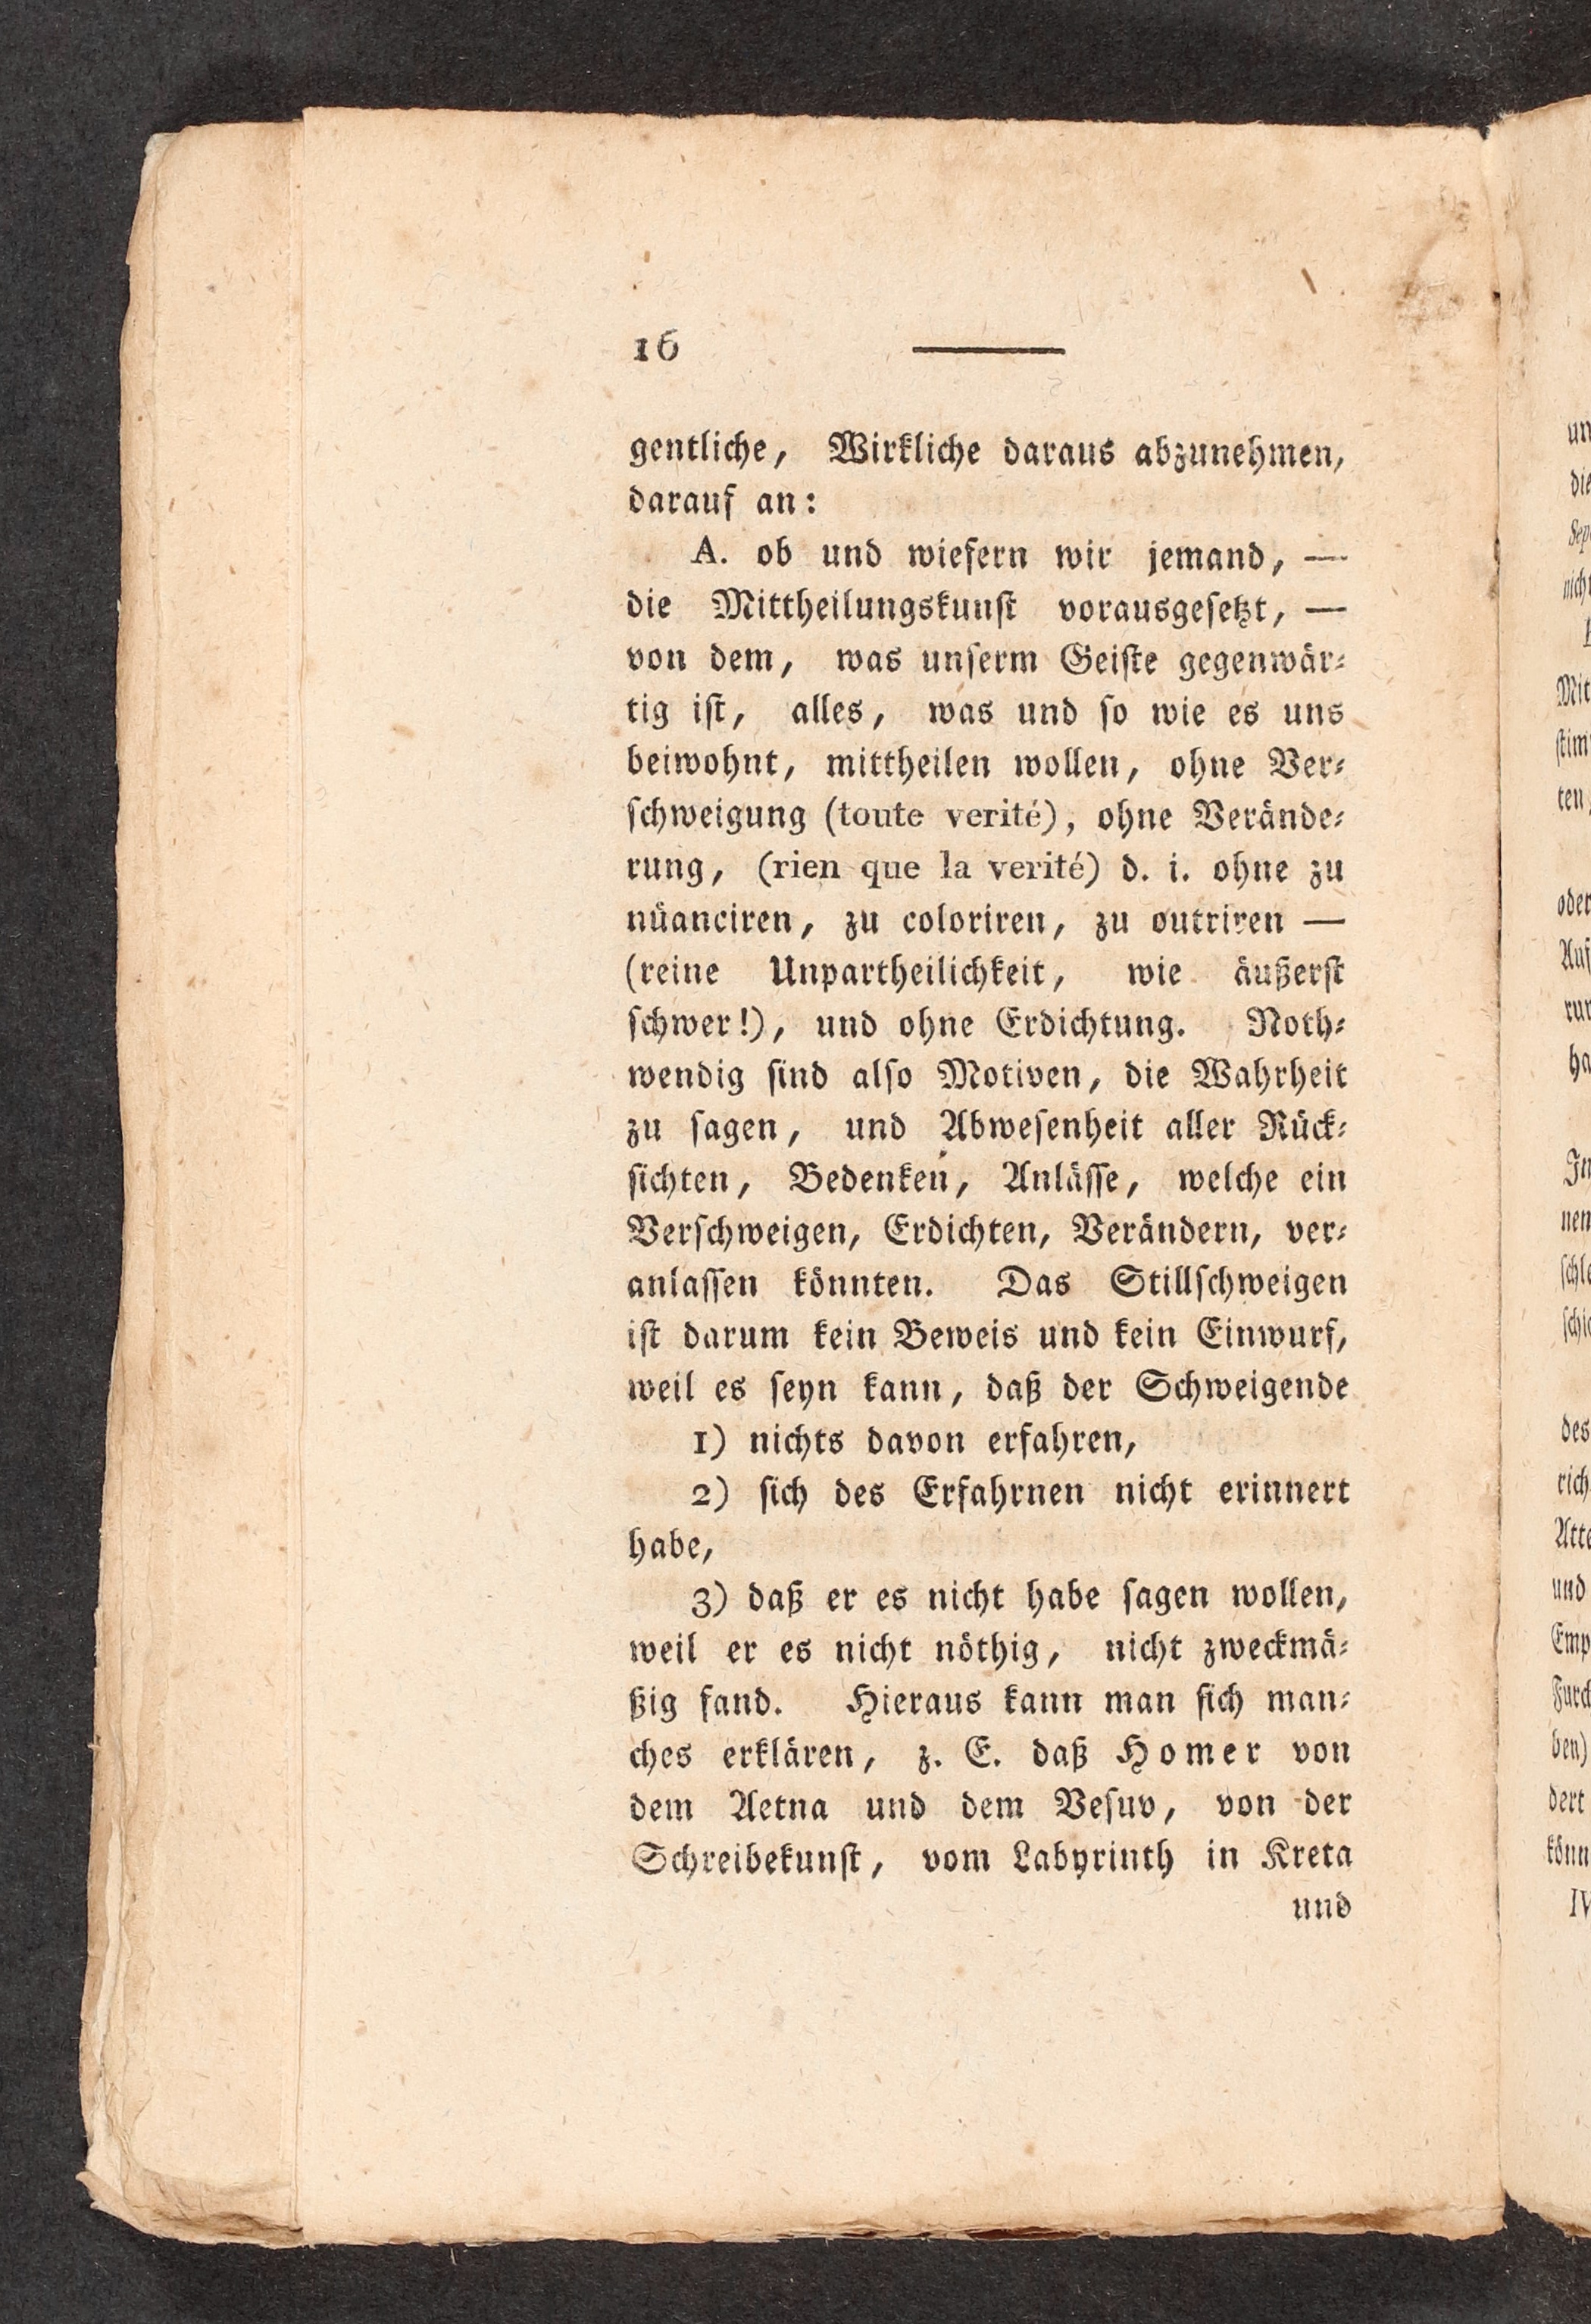 16
gentliche, Wirkliche daraus abzunehmen,
darauf an:
A. ob und wiefern wir jemand, —
die Mittheilungskunſt vorausgeſetzt, —
von dem, was unſerm Geiſte gegenwär⸗
tig iſt, alles, was und ſo wie es uns
beiwohnt, mittheilen wollen, ohne Ver⸗
ſchweigung (toute verité), ohne Verände⸗
rung, (rien que la verité) d. i. ohne zu
nüanciren, zu coloriren, zu outriren —
(reine Unpartheilichkeit, wie äußerſt
ſchwer!), und ohne Erdichtung. Noth⸗
wendig ſind alſo Motiven, die Wahrheit
zu ſagen, und Abweſenheit aller Rück⸗
ſichten, Bedenken, Anläſſe, welche ein
Verſchweigen, Erdichten, Verändern, ver⸗
anlaſſen könnten. Das Stillſchweigen
iſt darum kein Beweis und kein Einwurf,
weil es ſeyn kann, daß der Schweigende
1) nichts davon erfahren,
2) ſich des Erfahrnen nicht erinnert
habe,
3) daß er es nicht habe ſagen wollen,
weil er es nicht nöthig, nicht zweckmä⸗
ßig fand. Hieraus kann man ſich man⸗
ches erklären, z. E. daß Homer von
dem Aetna und dem Veſuv, von der
Schreibekunſt, vom Labyrinth in Kreta
und